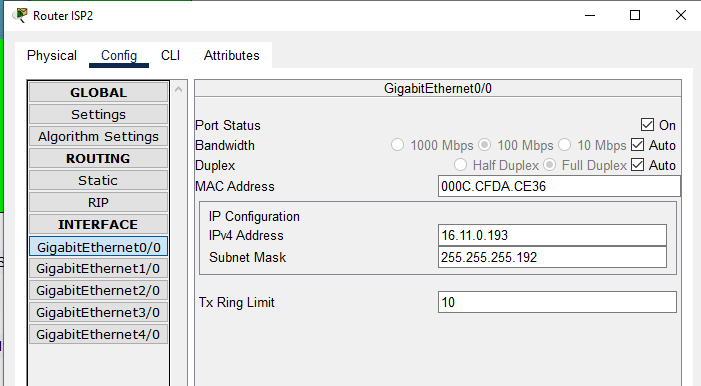 Router ISP2
Physical Config CLI Attributes
GLOBAL
Settings
Algorithm Settings
ROUTING
Static
RIP
INTERFACE
GigabitEthernet0/0
GigabitEthernet1/0
GigabitEthernet2/0
GigabitEthernet3/0
GigabitEthernet4/0
GigabitEthernet0/0
Port Status On
Bandwidth 1000 Mbps 100 Mbps 10 Mbps Auto
Duplex Half Duplex Full Duplex Auto
MAC Address 000C.CFDA.CE36
IP Configuration
IPv4 Address 16.11.0.193
Subnet Mask 255.255.255.192
Tx Ring Limit 10